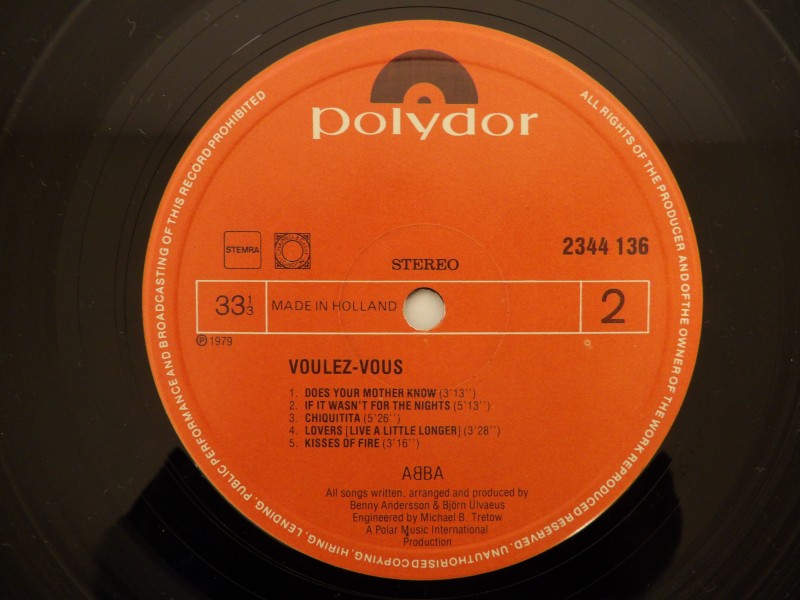 polydor
ALL RIGHTS OF THE PRODUCER AND OF THE OWNER OF THE WORK REPRODUCED RESERVED. UNAUTHORISED COPYING, HIRING, LENDING, PUBLIC PERFORMANCE AND BROADCASTING OF THIS RECORD PROHIBITED
STEMRA
STEREO
2344 136
33 1/3
MADE IN HOLLAND
2
℗ 1979
VOULEZ-VOUS
1. DOES YOUR MOTHER KNOW (3'13'')
2. IF IT WASN'T FOR THE NIGHTS (5'13'')
3. CHIQUITITA (5'26'')
4. LOVERS [LIVE A LITTLE LONGER] (3'28'')
5. KISSES OF FIRE (3'16'')
ABBA
All songs written, arranged and produced by
Benny Andersson & Björn Ulvaeus
Engineered by Michael B. Tretow
A Polar Music International
Production